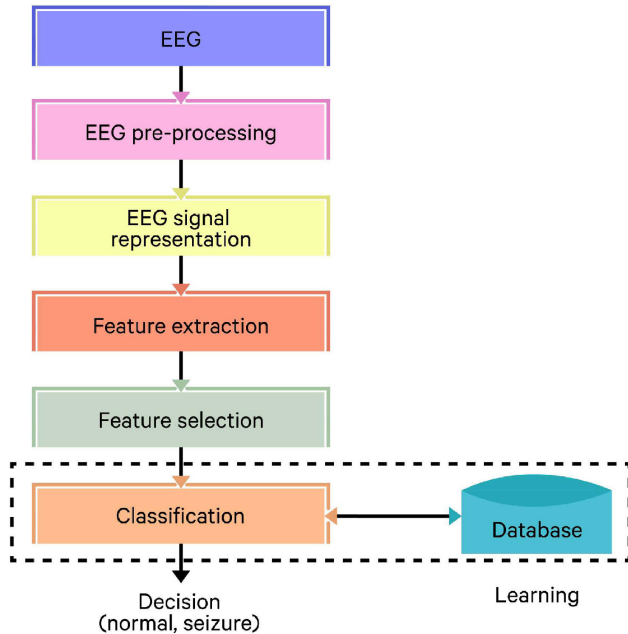 EEG
EEG pre-processing
EEG signal
representation
Feature extraction
Feature selection
Classification
Database
Decision
(normal, seizure)
Learning